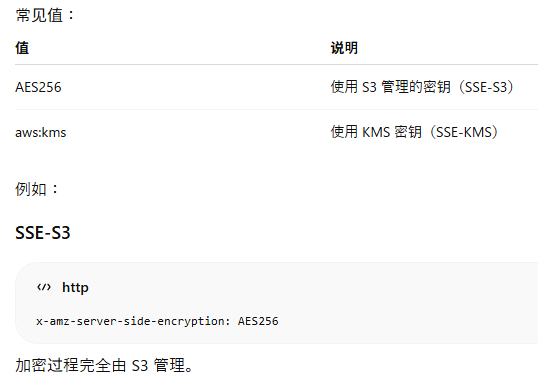 常见值：
值 说明
AES256 使用 S3 管理的密钥（SSE-S3）
aws:kms 使用 KMS 密钥（SSE-KMS）
例如：
SSE-S3
</> http
x-amz-server-side-encryption: AES256
加密过程完全由 S3 管理。